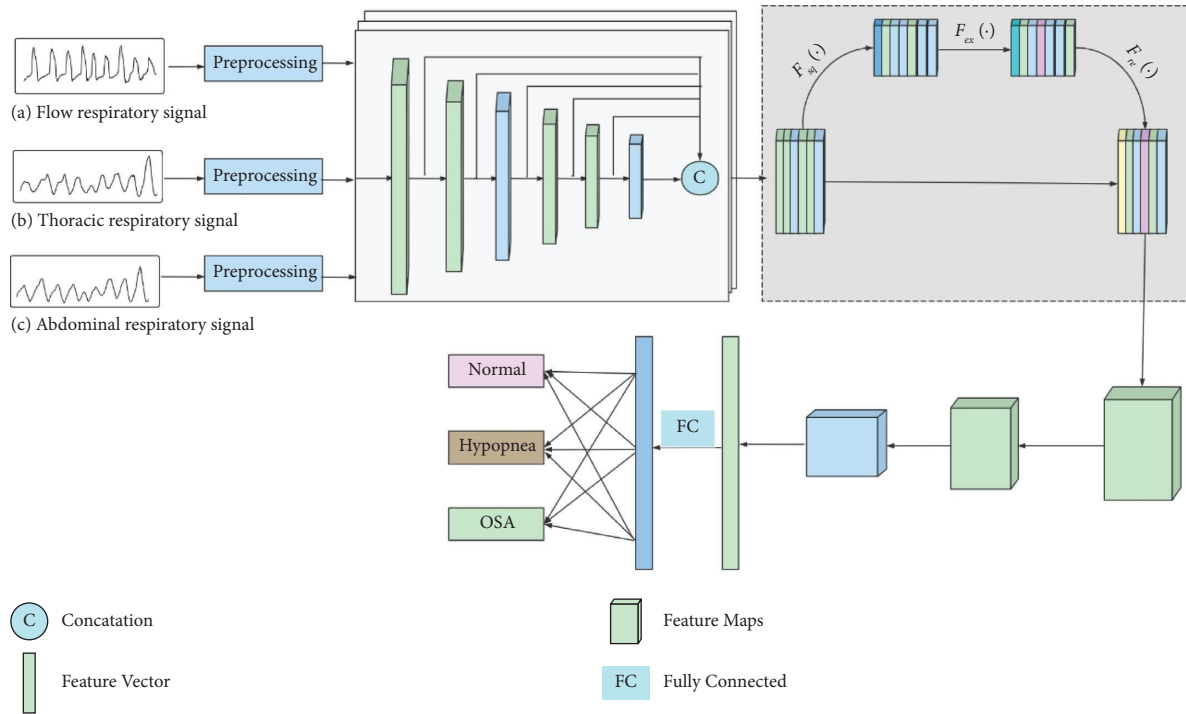 Preprocessing
(a) Flow respiratory signal
Preprocessing
(b) Thoracic respiratory signal
Preprocessing
(c) Abdominal respiratory signal
C
F_sq (·)
F_ex (·)
F_re (·)
Normal
Hypopnea
OSA
FC
C Concatation
Feature Maps
Feature Vector
FC Fully Connected